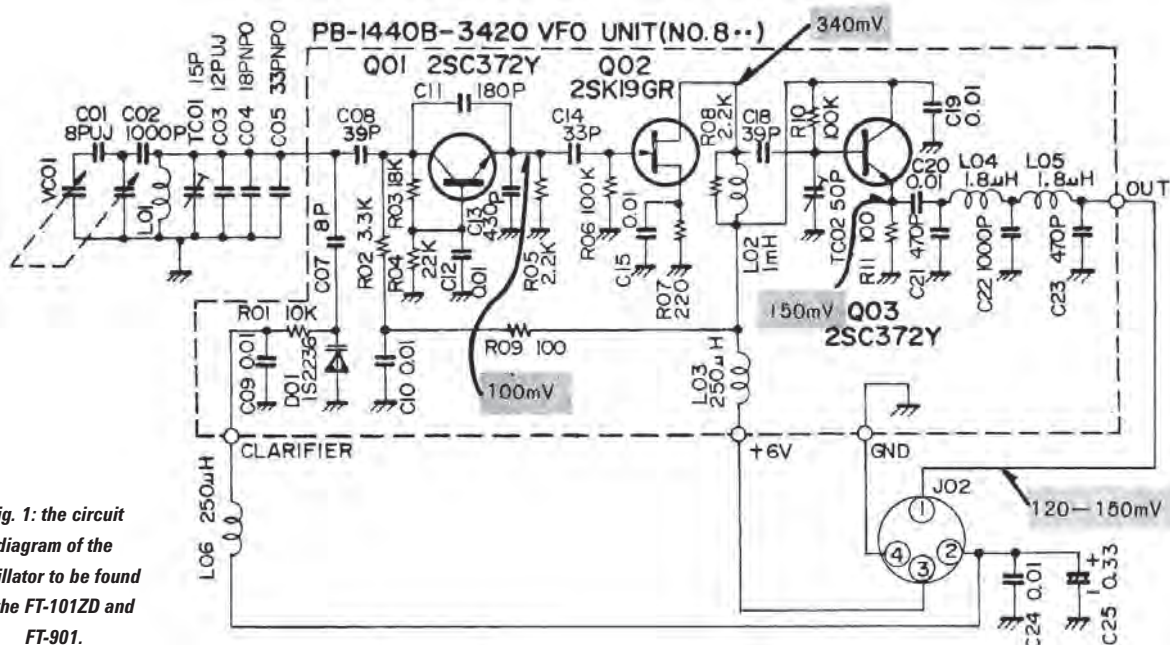 PB-1440B-3420 VFO UNIT(NO.8··)
340mV
Q01 2SC372Y
Q02
2SK19GR
C11
180P
C01
8PUJ
C02
1000P
TC01 15P
C03 12PUJ
C04 18PNPO
C05 33PNPO
C08
39P
C14
33P
R08
2.2K
C18
39P
R10
100K
C19
0.01
VC01
L01
R03 18K
R02 3.3K
R04
22K
C13
430P
C12
0.01
R05
2.2K
R06 100K
0.01
C15
R07
220
L02
1mH
TC02 50P
R11 100
C20
0.01
L04
1.8µH
L05
1.8µH
OUT
C21 470P
C22 1000P
C23
470P
C07
8P
150mV
Q03
2SC372Y
R01 10K
C09 0.01
D01
1S2236
C10 0.01
R09 100
100mV
L03
250µH
CLARIFIER
+6V
GND
J02
120–150mV
1
4
2
3
L06 250µH
C24 0.01
+
-
C25 0.33
ig. 1: the circuit
diagram of the
illator to be found
the FT-101ZD and
FT-901.